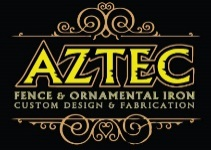 AZTEC
FENCE & ORNAMENTAL IRON
CUSTOM DESIGN & FABRICATION